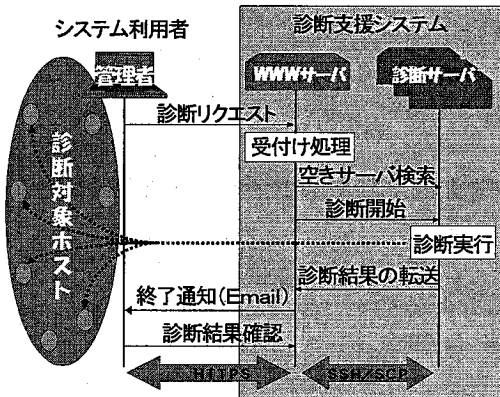 システム利用者
診断支援システム
管理者
WWWサーバ
診断サーバ
診断リクエスト
受付け処理
空きサーバ検索
診断開始
診断対象ホスト
診断実行
診断結果の転送
終了通知(Email)
診断結果確認
HTTPS
SSH/SCP